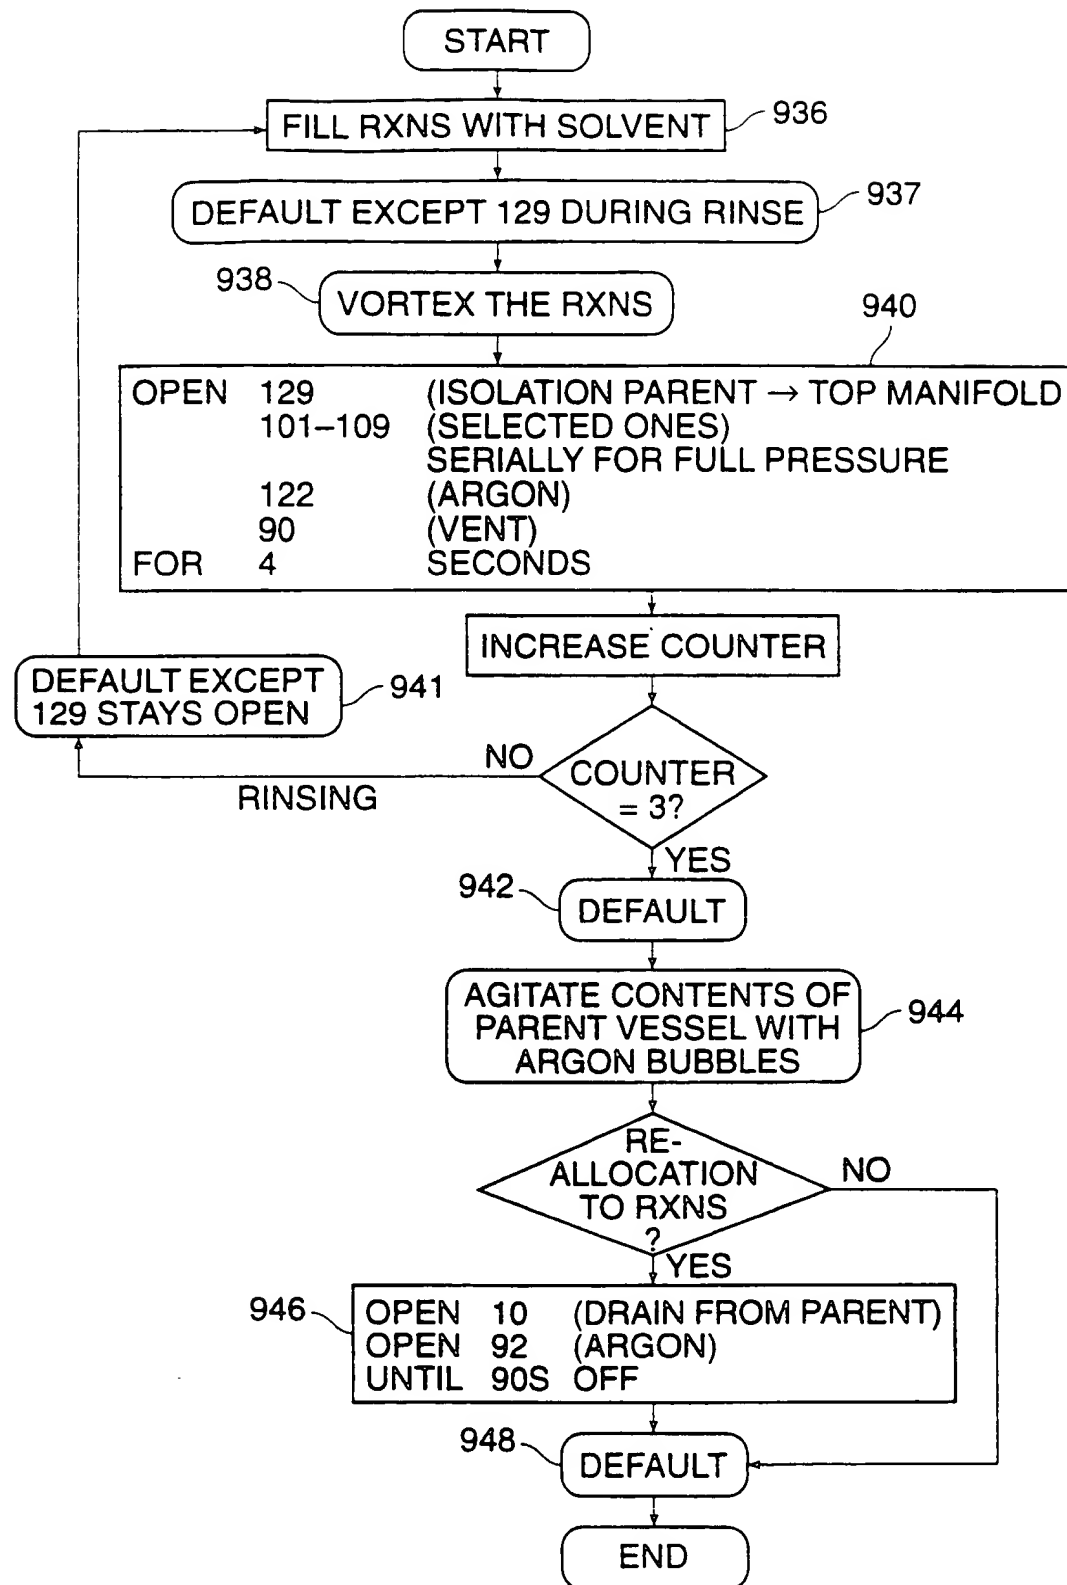 START
FILL RXNS WITH SOLVENT
936
DEFAULT EXCEPT 129 DURING RINSE
937
938
VORTEX THE RXNS
940
OPEN 129 (ISOLATION PARENT → TOP MANIFOLD
101–109 (SELECTED ONES)
SERIALLY FOR FULL PRESSURE
122 (ARGON)
90 (VENT)
FOR 4 SECONDS
INCREASE COUNTER
DEFAULT EXCEPT
129 STAYS OPEN
941
NO
RINSING
COUNTER
= 3?
YES
942
DEFAULT
AGITATE CONTENTS OF
PARENT VESSEL WITH
ARGON BUBBLES
944
RE-
ALLOCATION
TO RXNS
?
NO
YES
946
OPEN 10 (DRAIN FROM PARENT)
OPEN 92 (ARGON)
UNTIL 90S OFF
948
DEFAULT
END